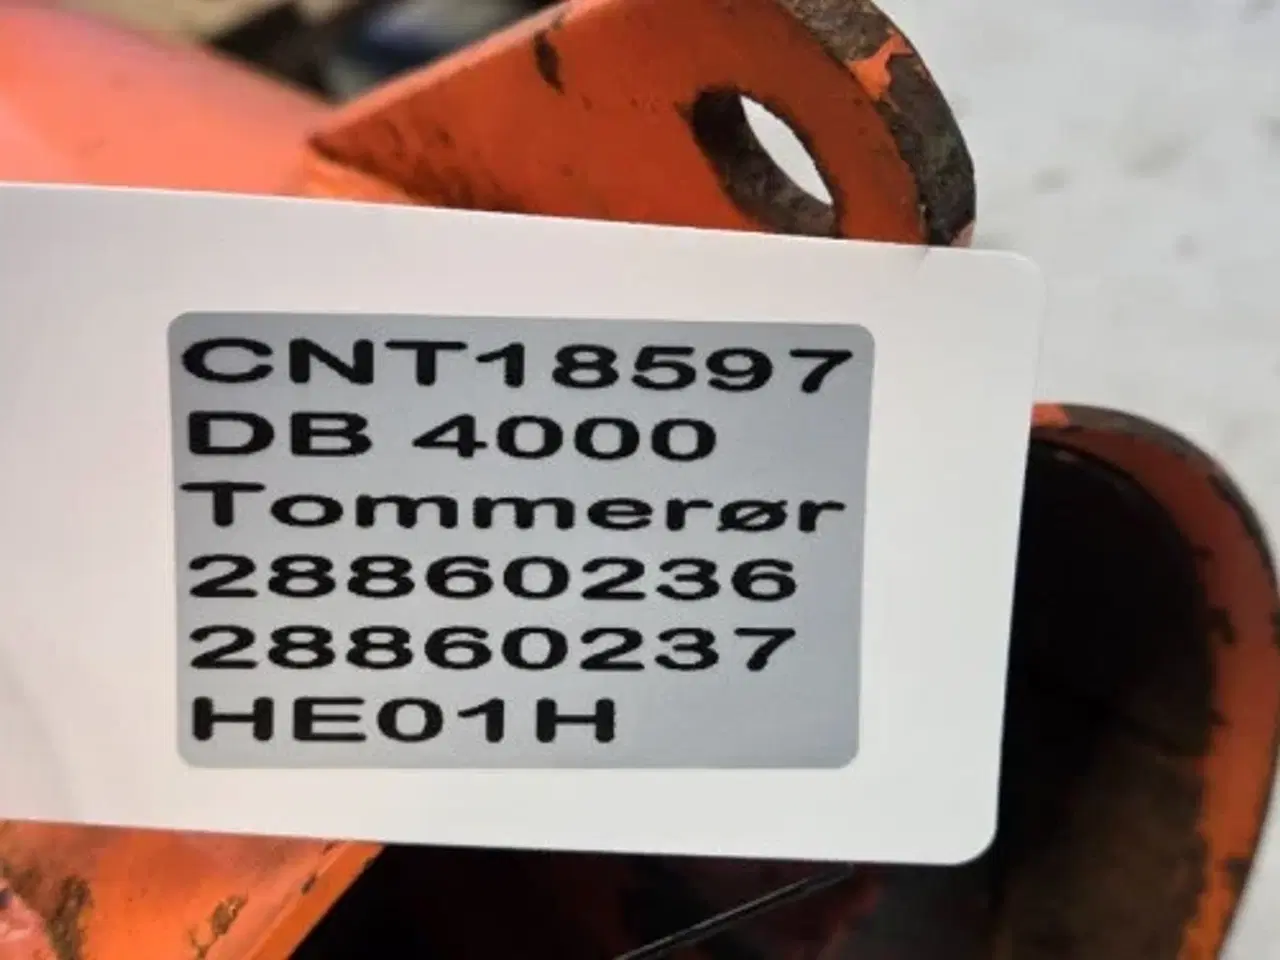 CNT18597
DB 4000
Tommerør
28860236
28860237
HE01H